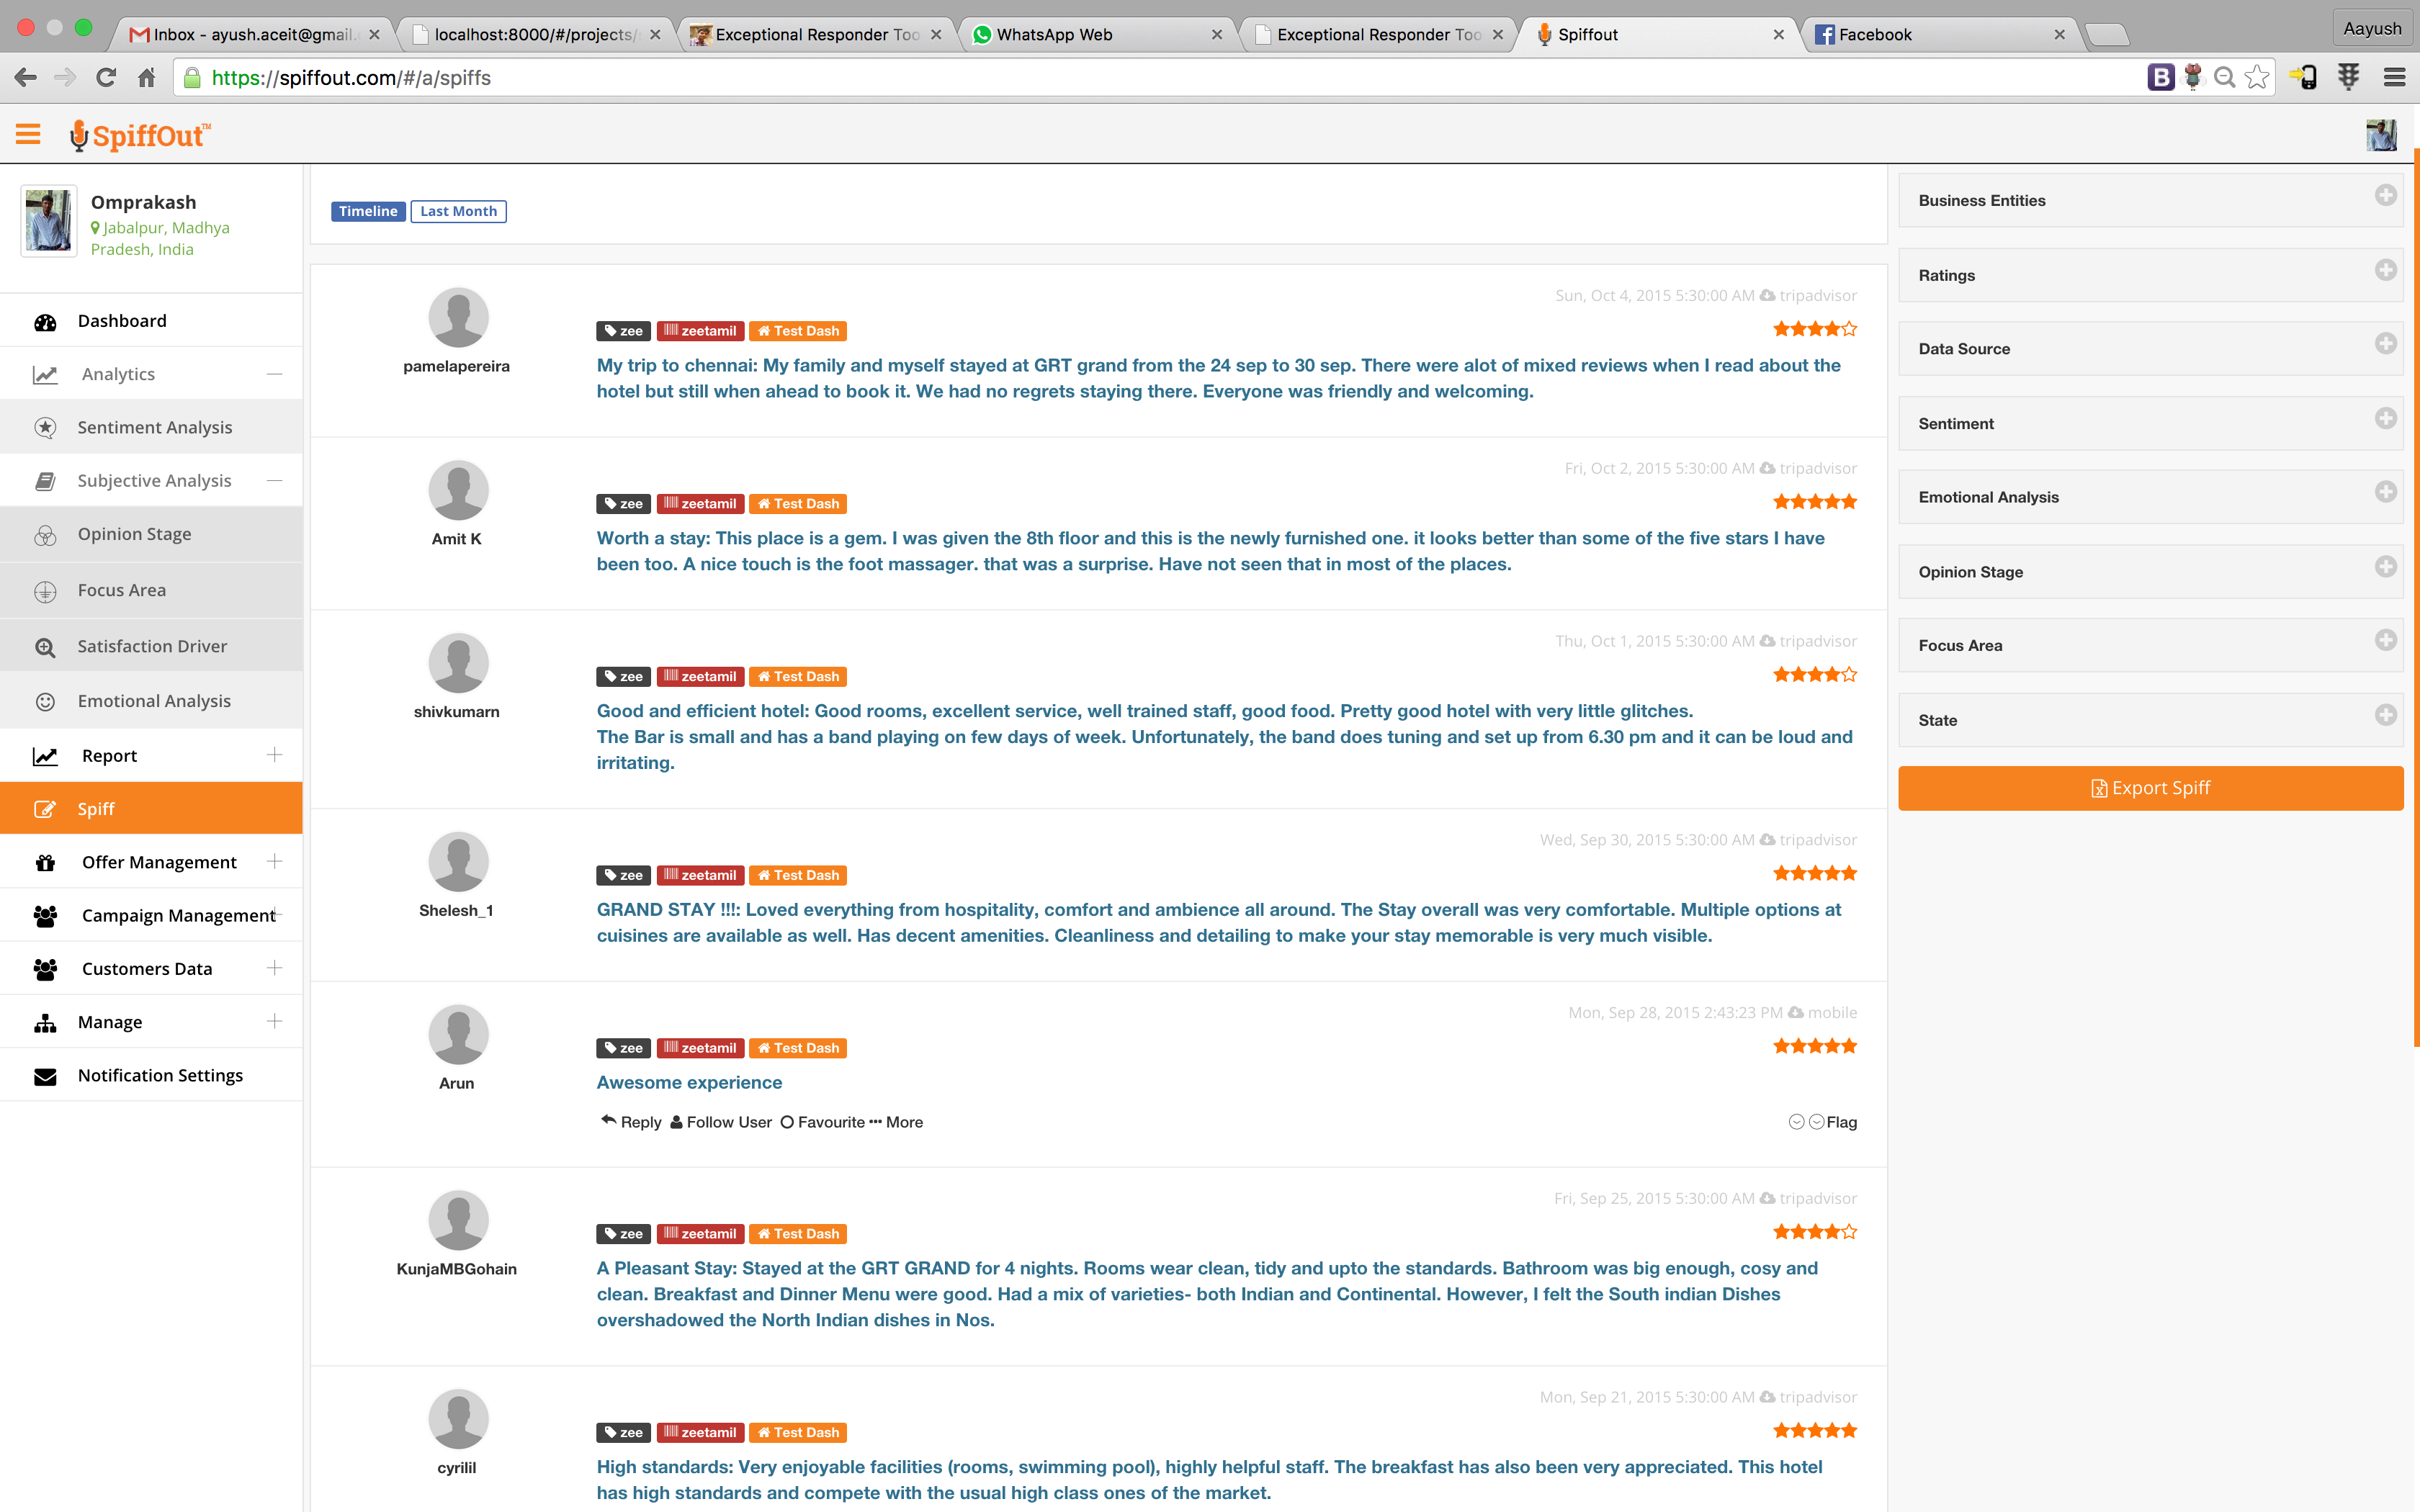 Inbox - ayush.aceit@gmail.
localhost:8000/#/projects/
Exceptional Responder Too
WhatsApp Web
Exceptional Responder Too
Spiffout
Facebook
Aayush
https://spiffout.com/#/a/spiffs
SpiffOut™
Omprakash
Jabalpur, Madhya
Pradesh, India
Dashboard
Analytics
Sentiment Analysis
Subjective Analysis
Opinion Stage
Focus Area
Satisfaction Driver
Emotional Analysis
Report
Spiff
Offer Management
Campaign Management
Customers Data
Manage
Notification Settings
Timeline Last Month
Sun, Oct 4, 2015 5:30:00 AM tripadvisor
zee zeetamil Test Dash
pamelapereira
My trip to chennai: My family and myself stayed at GRT grand from the 24 sep to 30 sep. There were alot of mixed reviews when I read about the
hotel but still when ahead to book it. We had no regrets staying there. Everyone was friendly and welcoming.
Fri, Oct 2, 2015 5:30:00 AM tripadvisor
zee zeetamil Test Dash
Amit K
Worth a stay: This place is a gem. I was given the 8th floor and this is the newly furnished one. it looks better than some of the five stars I have
been too. A nice touch is the foot massager. that was a surprise. Have not seen that in most of the places.
Thu, Oct 1, 2015 5:30:00 AM tripadvisor
zee zeetamil Test Dash
shivkumarn
Good and efficient hotel: Good rooms, excellent service, well trained staff, good food. Pretty good hotel with very little glitches.
The Bar is small and has a band playing on few days of week. Unfortunately, the band does tuning and set up from 6.30 pm and it can be loud and
irritating.
Wed, Sep 30, 2015 5:30:00 AM tripadvisor
zee zeetamil Test Dash
Shelesh_1
GRAND STAY !!!: Loved everything from hospitality, comfort and ambience all around. The Stay overall was very comfortable. Multiple options at
cuisines are available as well. Has decent amenities. Cleanliness and detailing to make your stay memorable is very much visible.
Mon, Sep 28, 2015 2:43:23 PM mobile
zee zeetamil Test Dash
Arun
Awesome experience
Reply Follow User Favourite ••• More Flag
Fri, Sep 25, 2015 5:30:00 AM tripadvisor
zee zeetamil Test Dash
KunjaMBGohain
A Pleasant Stay: Stayed at the GRT GRAND for 4 nights. Rooms wear clean, tidy and upto the standards. Bathroom was big enough, cosy and
clean. Breakfast and Dinner Menu were good. Had a mix of varieties- both Indian and Continental. However, I felt the South indian Dishes
overshadowed the North Indian dishes in Nos.
Mon, Sep 21, 2015 5:30:00 AM tripadvisor
zee zeetamil Test Dash
cyrilil
High standards: Very enjoyable facilities (rooms, swimming pool), highly helpful staff. The breakfast has also been very appreciated. This hotel
has high standards and compete with the usual high class ones of the market.
Business Entities
Ratings
Data Source
Sentiment
Emotional Analysis
Opinion Stage
Focus Area
State
Export Spiff